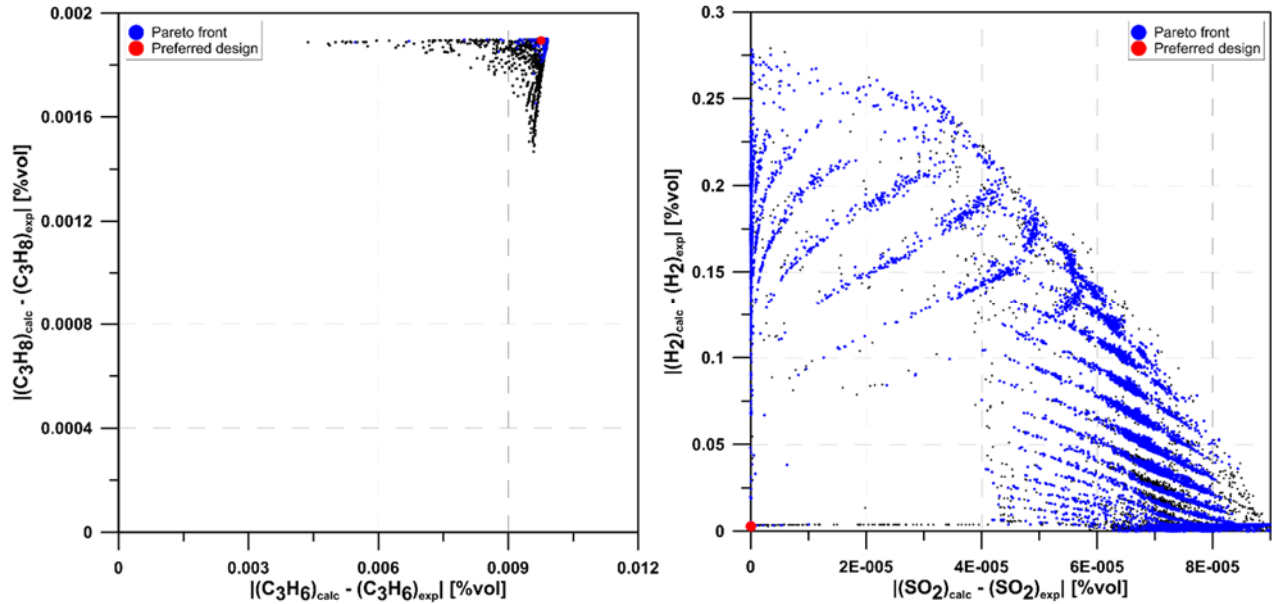 0.002
0.0016
0.0012
0.0008
0.0004
0
Pareto front
Preferred design
|(C3H8)calc - (C3H8)exp| [%vol]
0 0.003 0.006 0.009 0.012
|(C3H6)calc - (C3H6)exp| [%vol]
0.3
0.25
0.2
0.15
0.1
0.05
0
Pareto front
Preferred design
|(H2)calc - (H2)exp| [%vol]
0 2E-005 4E-005 6E-005 8E-005
|(SO2)calc - (SO2)exp| [%vol]